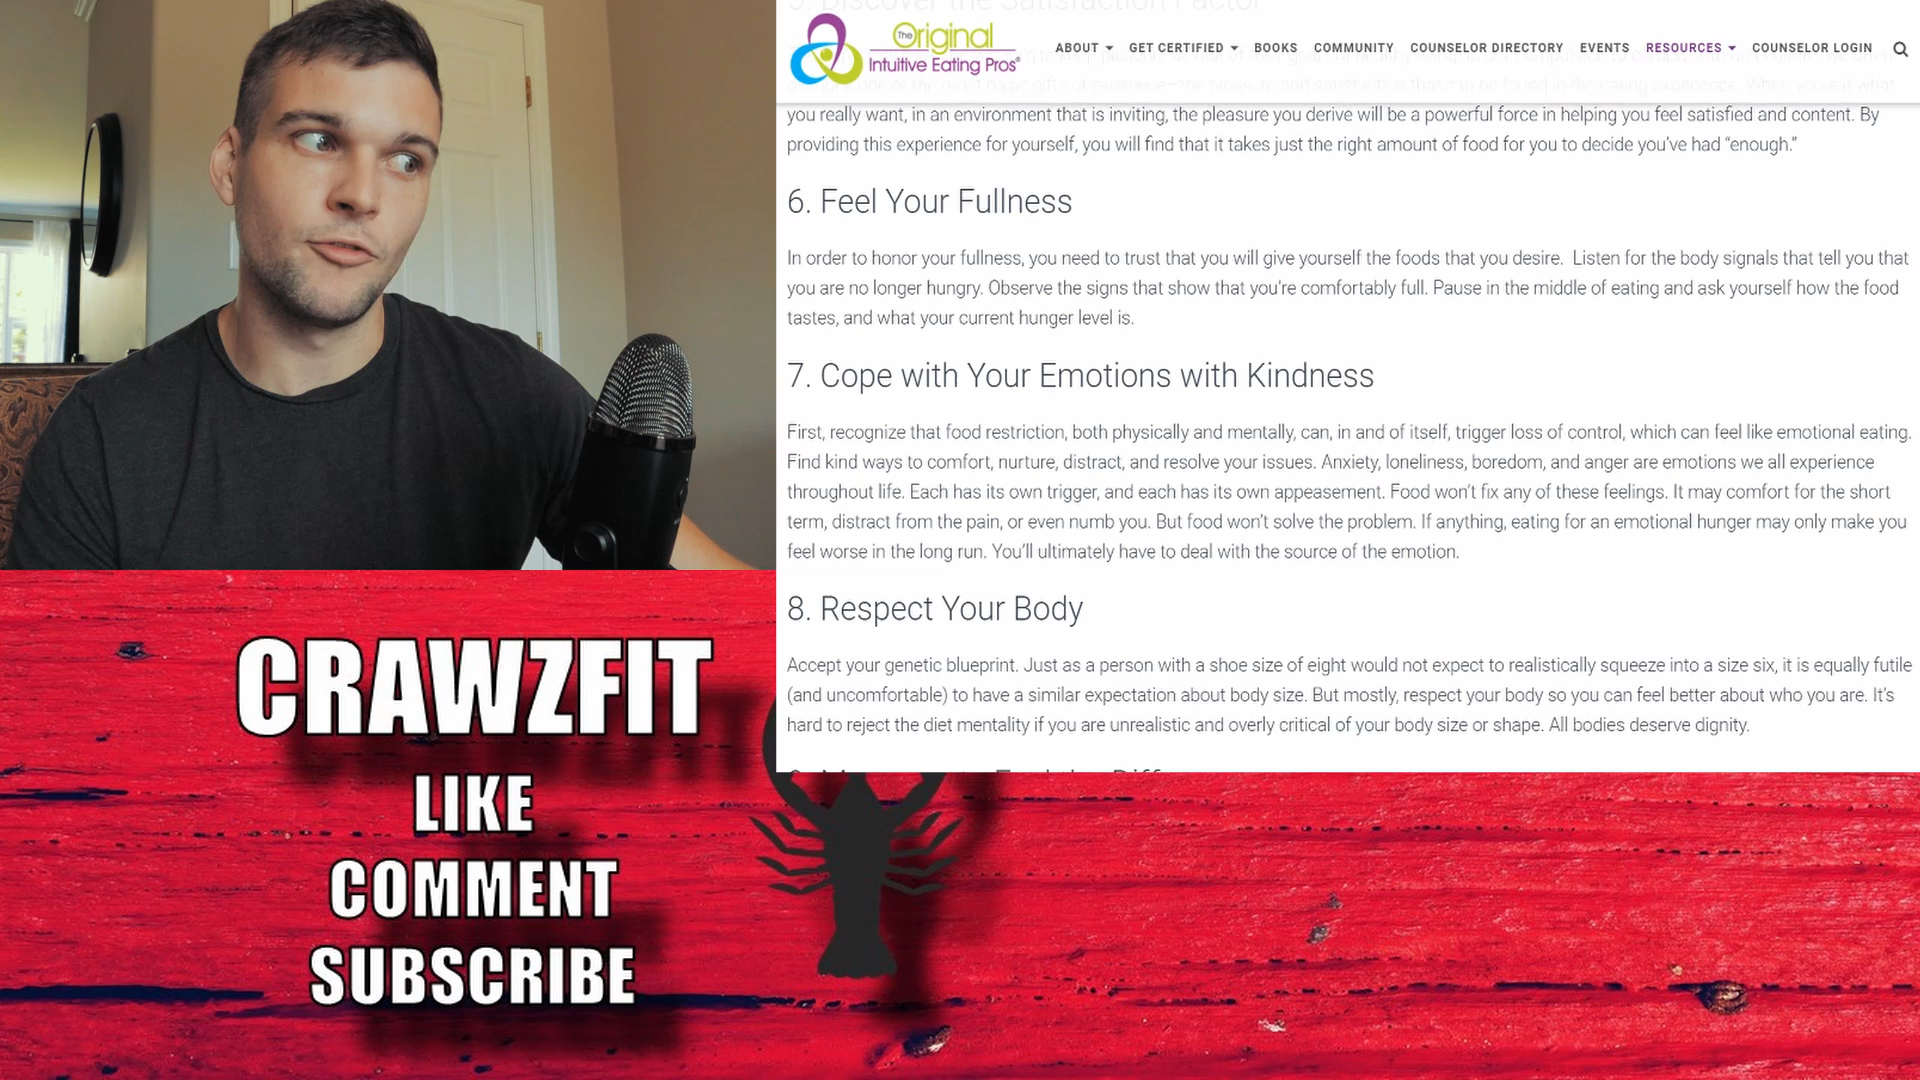 5. Discover the Satisfaction Factor
The Original
Intuitive Eating Pros®
ABOUT GET CERTIFIED BOOKS COMMUNITY COUNSELOR DIRECTORY EVENTS RESOURCES COUNSELOR LOGIN
you really want, in an environment that is inviting, the pleasure you derive will be a powerful force in helping you feel satisfied and content. By
providing this experience for yourself, you will find that it takes just the right amount of food for you to decide you’ve had “enough.”
6. Feel Your Fullness
In order to honor your fullness, you need to trust that you will give yourself the foods that you desire. Listen for the body signals that tell you that
you are no longer hungry. Observe the signs that show that you’re comfortably full. Pause in the middle of eating and ask yourself how the food
tastes, and what your current hunger level is.
7. Cope with Your Emotions with Kindness
First, recognize that food restriction, both physically and mentally, can, in and of itself, trigger loss of control, which can feel like emotional eating.
Find kind ways to comfort, nurture, distract, and resolve your issues. Anxiety, loneliness, boredom, and anger are emotions we all experience
throughout life. Each has its own trigger, and each has its own appeasement. Food won’t fix any of these feelings. It may comfort for the short
term, distract from the pain, or even numb you. But food won’t solve the problem. If anything, eating for an emotional hunger may only make you
feel worse in the long run. You’ll ultimately have to deal with the source of the emotion.
8. Respect Your Body
Accept your genetic blueprint. Just as a person with a shoe size of eight would not expect to realistically squeeze into a size six, it is equally futile
(and uncomfortable) to have a similar expectation about body size. But mostly, respect your body so you can feel better about who you are. It’s
hard to reject the diet mentality if you are unrealistic and overly critical of your body size or shape. All bodies deserve dignity.
CRAWZFIT
LIKE
COMMENT
SUBSCRIBE